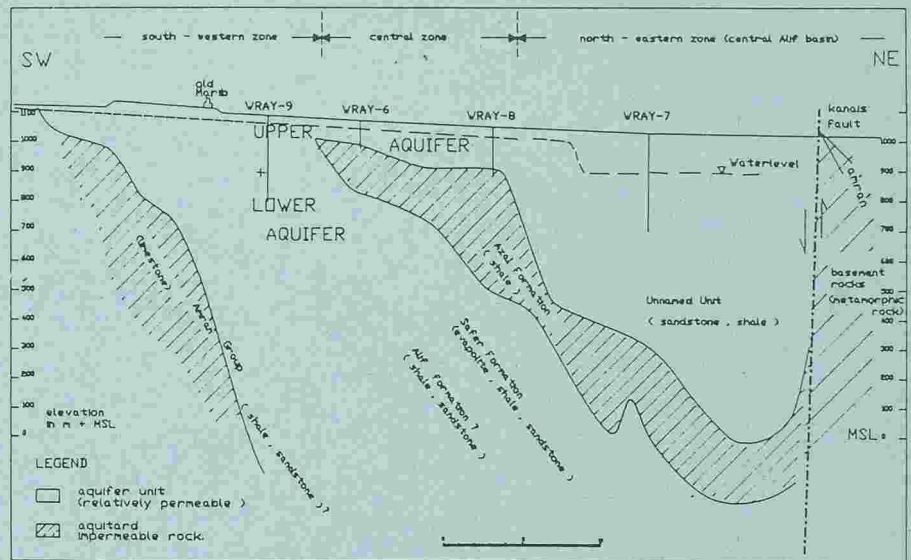 south - western zone
central zone
north - eastern zone (central Alif basin)
SW
NE
old
Marib
WRAY-9
WRAY-6
WRAY-8
WRAY-7
kanais
Fault
UPPER
AQUIFER
Waterlevel
Amran
LOWER
AQUIFER
(limestone)
Amran Group
(shale, sandstone)?
Azal Formation
(shale)
Safer Formation
(evaporite, shale, sandstone)
Alif Formation ?
(shale, sandstone)
Unnamed Unit
(sandstone, shale)
basement
rocks
(metamorphic
rock)
1100
1000
900
800
700
600
500
400
300
200
100
0
1000
900
800
700
600
500
400
300
200
100
MSL 0
elevation
in m + MSL
LEGEND
aquifer unit
(relatively permeable)
aquitard
impermeable rock.